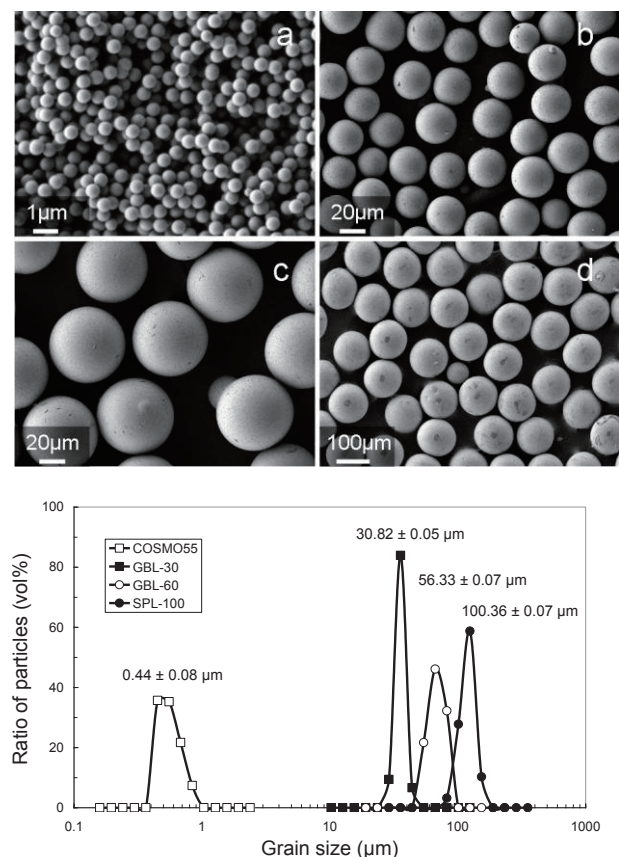 a
b
1µm
20µm
c
d
20µm
100µm
100
80
60
40
20
0
Ratio of particles (vol%)
COSMO55
GBL-30
GBL-60
SPL-100
30.82 ± 0.05 µm
56.33 ± 0.07 µm
100.36 ± 0.07 µm
0.44 ± 0.08 µm
0.1
1
10
100
1000
Grain size (µm)